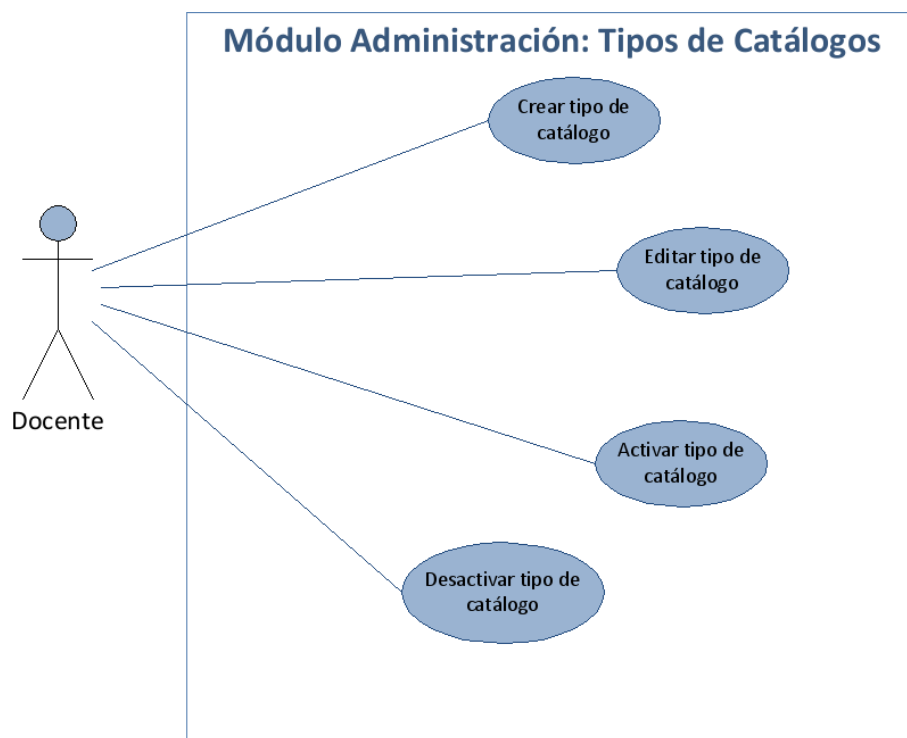 Módulo Administración: Tipos de Catálogos
Crear tipo de
catálogo
Editar tipo de
catálogo
Docente
Activar tipo de
catálogo
Desactivar tipo de
catálogo